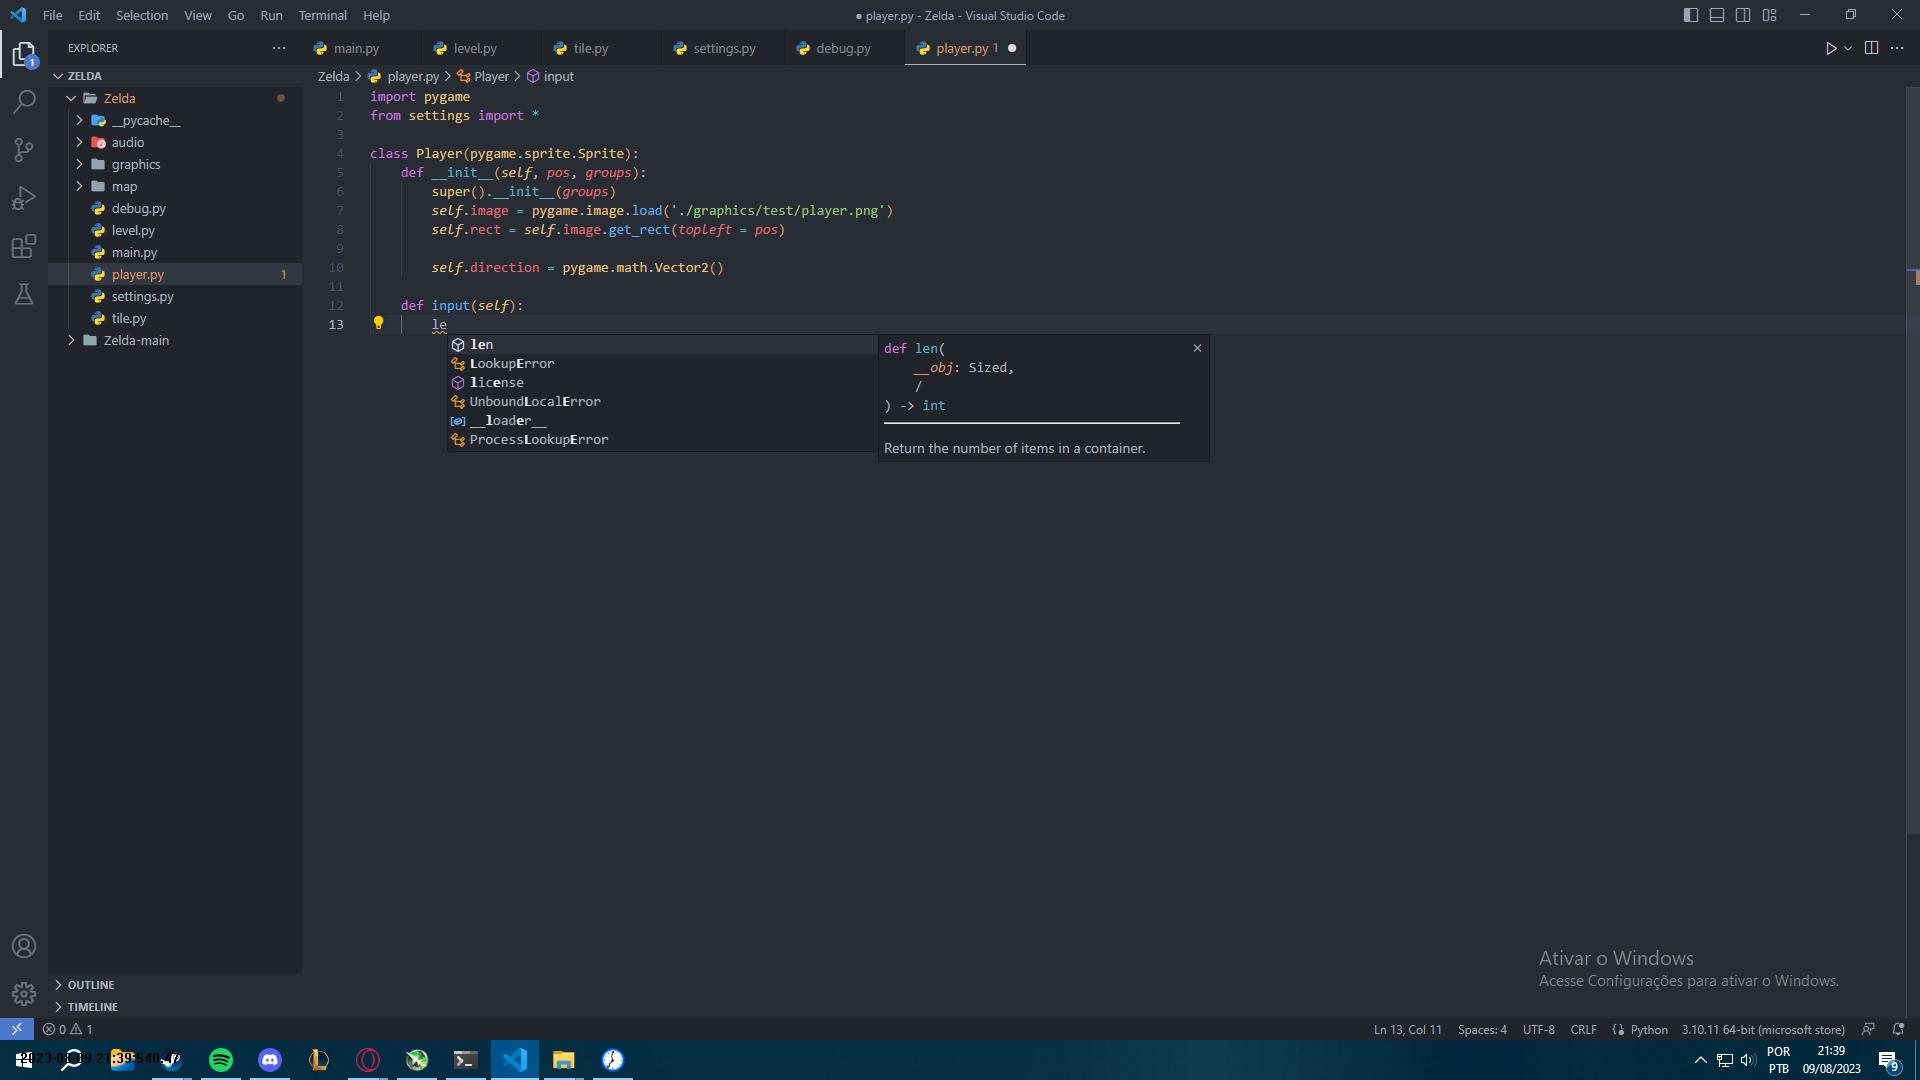 File Edit Selection View Go Run Terminal Help
● player.py - Zelda - Visual Studio Code
EXPLORER
main.py
level.py
tile.py
settings.py
debug.py
player.py 1
ZELDA
Zelda
__pycache__
audio
graphics
map
debug.py
level.py
main.py
player.py 1
settings.py
tile.py
Zelda-main
OUTLINE
TIMELINE
1
Zelda > player.py > Player > input
1 import pygame
2 from settings import *
3
4 class Player(pygame.sprite.Sprite):
5 def __init__(self, pos, groups):
6 super().__init__(groups)
7 self.image = pygame.image.load('./graphics/test/player.png')
8 self.rect = self.image.get_rect(topleft = pos)
9
10 self.direction = pygame.math.Vector2()
11
12 def input(self):
13 le
len
LookupError
license
UnboundLocalError
__loader__
ProcessLookupError
def len(
__obj: Sized,
/
) -> int
Return the number of items in a container.
Ativar o Windows
Acesse Configurações para ativar o Windows.
0 1
Ln 13, Col 11 Spaces: 4 UTF-8 CRLF Python 3.10.11 64-bit (microsoft store)
POR
PTB
21:39
09/08/2023
9